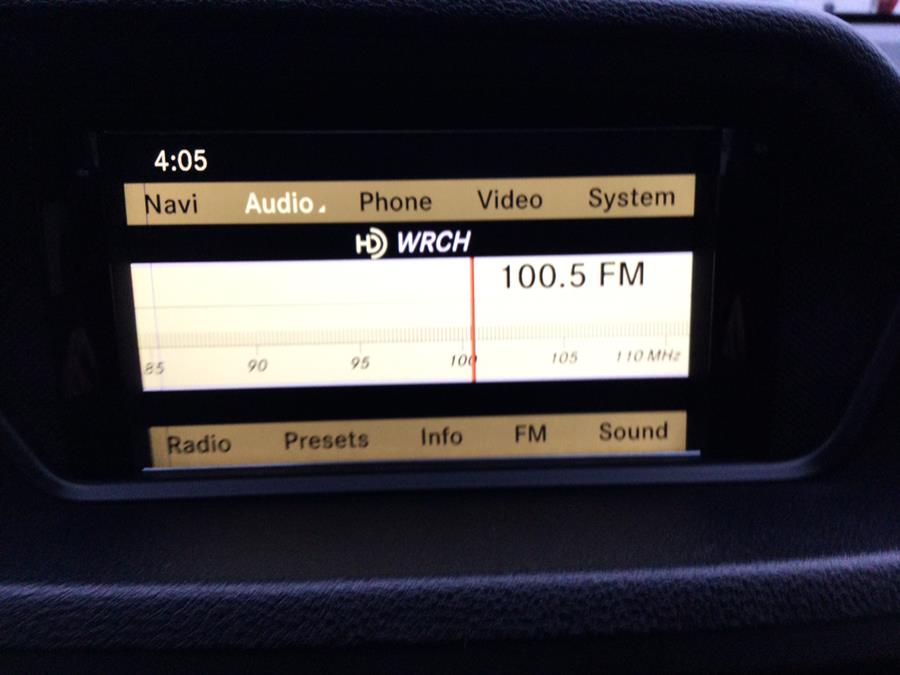 4:05
Navi Audio Phone Video System
HD WRCH
100.5 FM
85 90 95 100 105 110 MHz
Radio Presets Info FM Sound